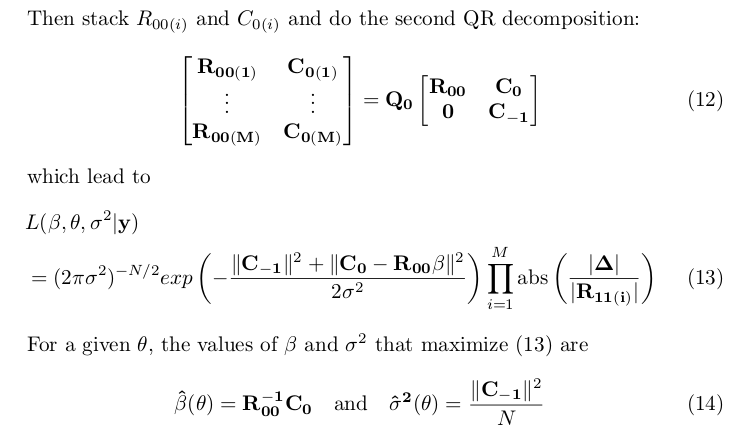 Then stack R₀₀₍ᵢ₎ and C₀₍ᵢ₎ and do the second QR decomposition:
[R₀₀₍₁₎ C₀₍₁₎ ; ⋮ ⋮ ; R₀₀₍M₎ C₀₍M₎] = Q₀ [R₀₀ C₀ ; 0 C₋₁] (12)
which lead to
L(β, θ, σ²|y)
= (2πσ²)^{−N/2} exp ( − (‖C₋₁‖² + ‖C₀ − R₀₀β‖²) / 2σ² ) ∏_{i=1}^{M} abs ( |Δ| / |R₁₁₍ᵢ₎| ) (13)
For a given θ, the values of β and σ² that maximize (13) are
β̂(θ) = R₀₀⁻¹C₀ and σ̂²(θ) = ‖C₋₁‖² / N (14)